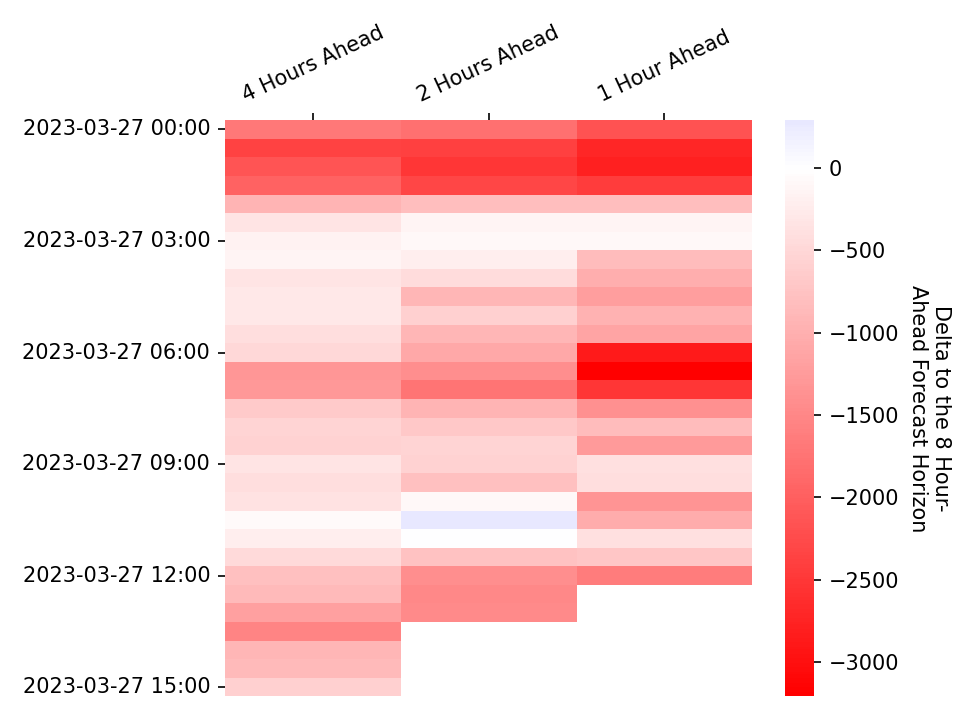 4 Hours Ahead
2 Hours Ahead
1 Hour Ahead
2023-03-27 00:00
2023-03-27 03:00
2023-03-27 06:00
2023-03-27 09:00
2023-03-27 12:00
2023-03-27 15:00
0
−500
−1000
−1500
−2000
−2500
−3000
Delta to the 8 Hour-
Ahead Forecast Horizon